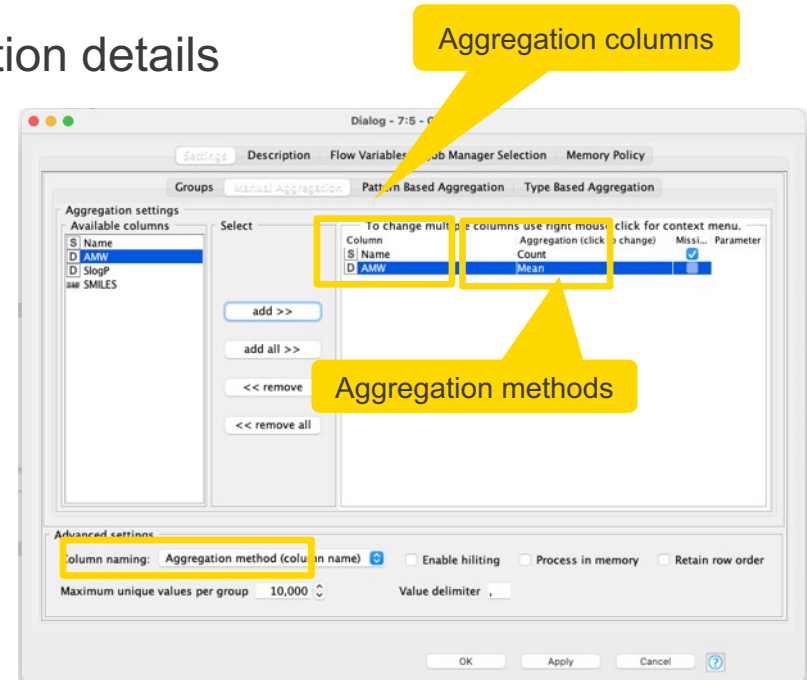 Aggregation columns
tion details
Dialog - 7:5 -
Settings Description Flow Variables Job Manager Selection Memory Policy
Groups Manual Aggregation Pattern Based Aggregation Type Based Aggregation
Aggregation settings
Available columns
Select
To change multiple columns use right mouse click for context menu.
Column Aggregation (click to change) Missi... Parameter
S Name
D AMW
D SlogP
SMILES
S Name Count
D AMW Mean
add >>
add all >>
<< remove
<< remove all
Aggregation methods
Advanced settings
Column naming: Aggregation method (column name) Enable hiliting Process in memory Retain row order
Maximum unique values per group 10,000 Value delimiter ,
OK Apply Cancel ?